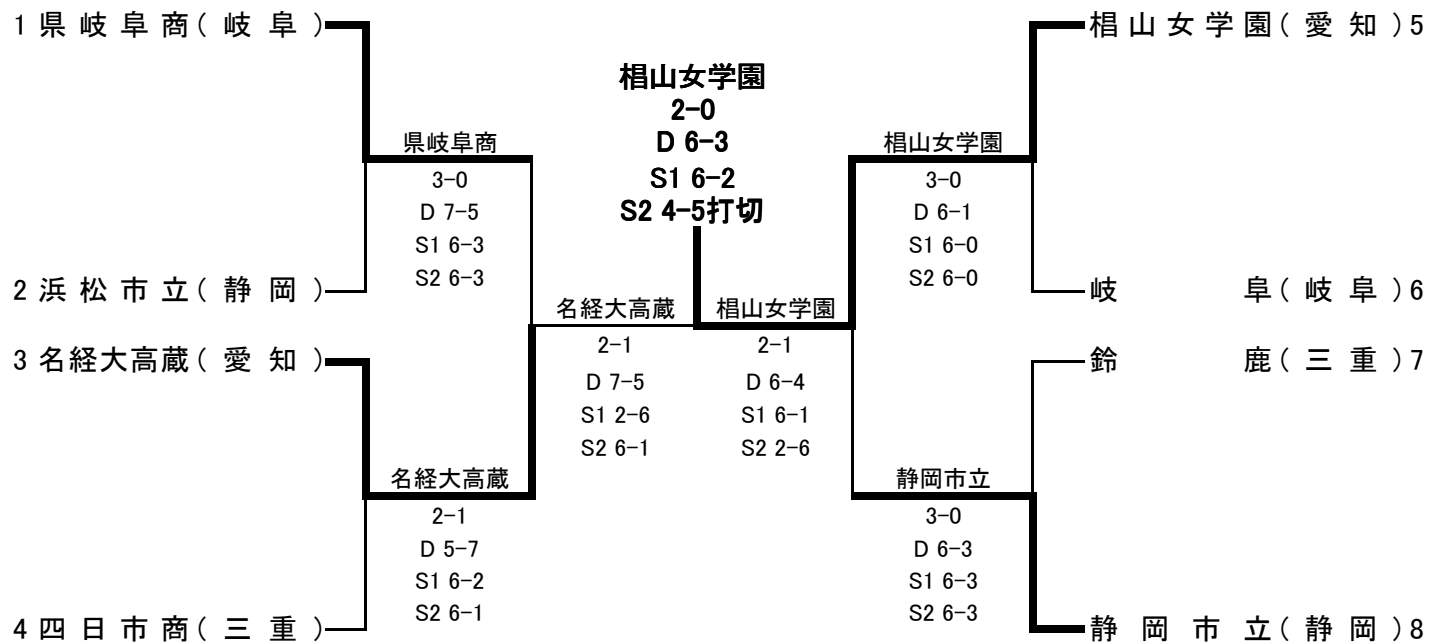 1 県岐阜商(岐阜)
椙山女学園(愛知)5
椙山女学園
2-0
D 6-3
S1 6-2
S2 4-5打切
県岐阜商
3-0
D 7-5
S1 6-3
S2 6-3
椙山女学園
3-0
D 6-1
S1 6-0
S2 6-0
2 浜松市立(静岡)
岐阜(岐阜)6
名経大高蔵
2-1
D 7-5
S1 2-6
S2 6-1
椙山女学園
2-1
D 6-4
S1 6-1
S2 2-6
3 名経大高蔵(愛知)
鈴鹿(三重)7
名経大高蔵
2-1
D 5-7
S1 6-2
S2 6-1
静岡市立
3-0
D 6-3
S1 6-3
S2 6-3
4 四日市商(三重)
静岡市立(静岡)8